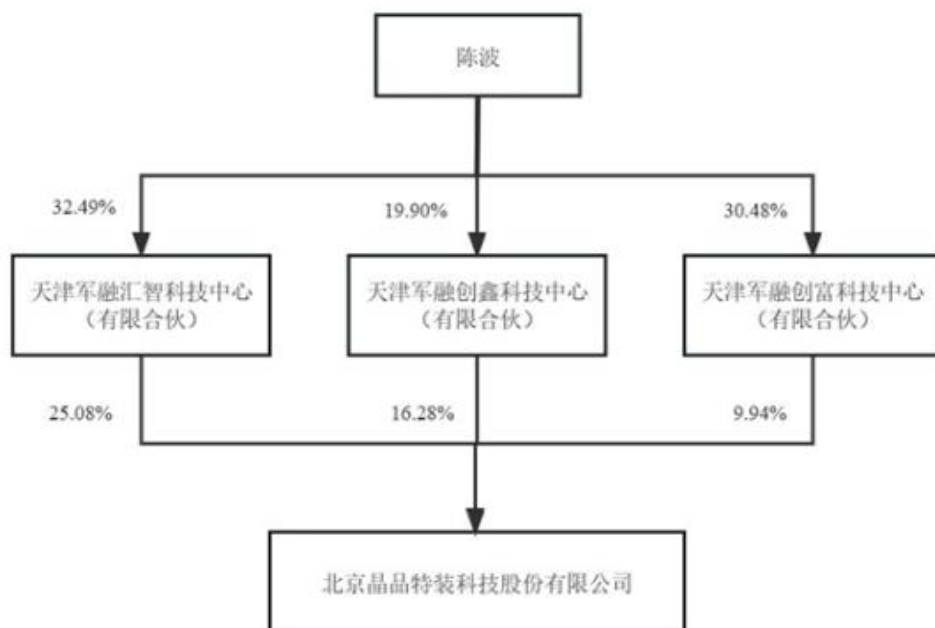 陈波
32.49%
19.90%
30.48%
天津军融汇智科技中心
（有限合伙）
天津军融创鑫科技中心
（有限合伙）
天津军融创富科技中心
（有限合伙）
25.08%
16.28%
9.94%
北京晶品特装科技股份有限公司